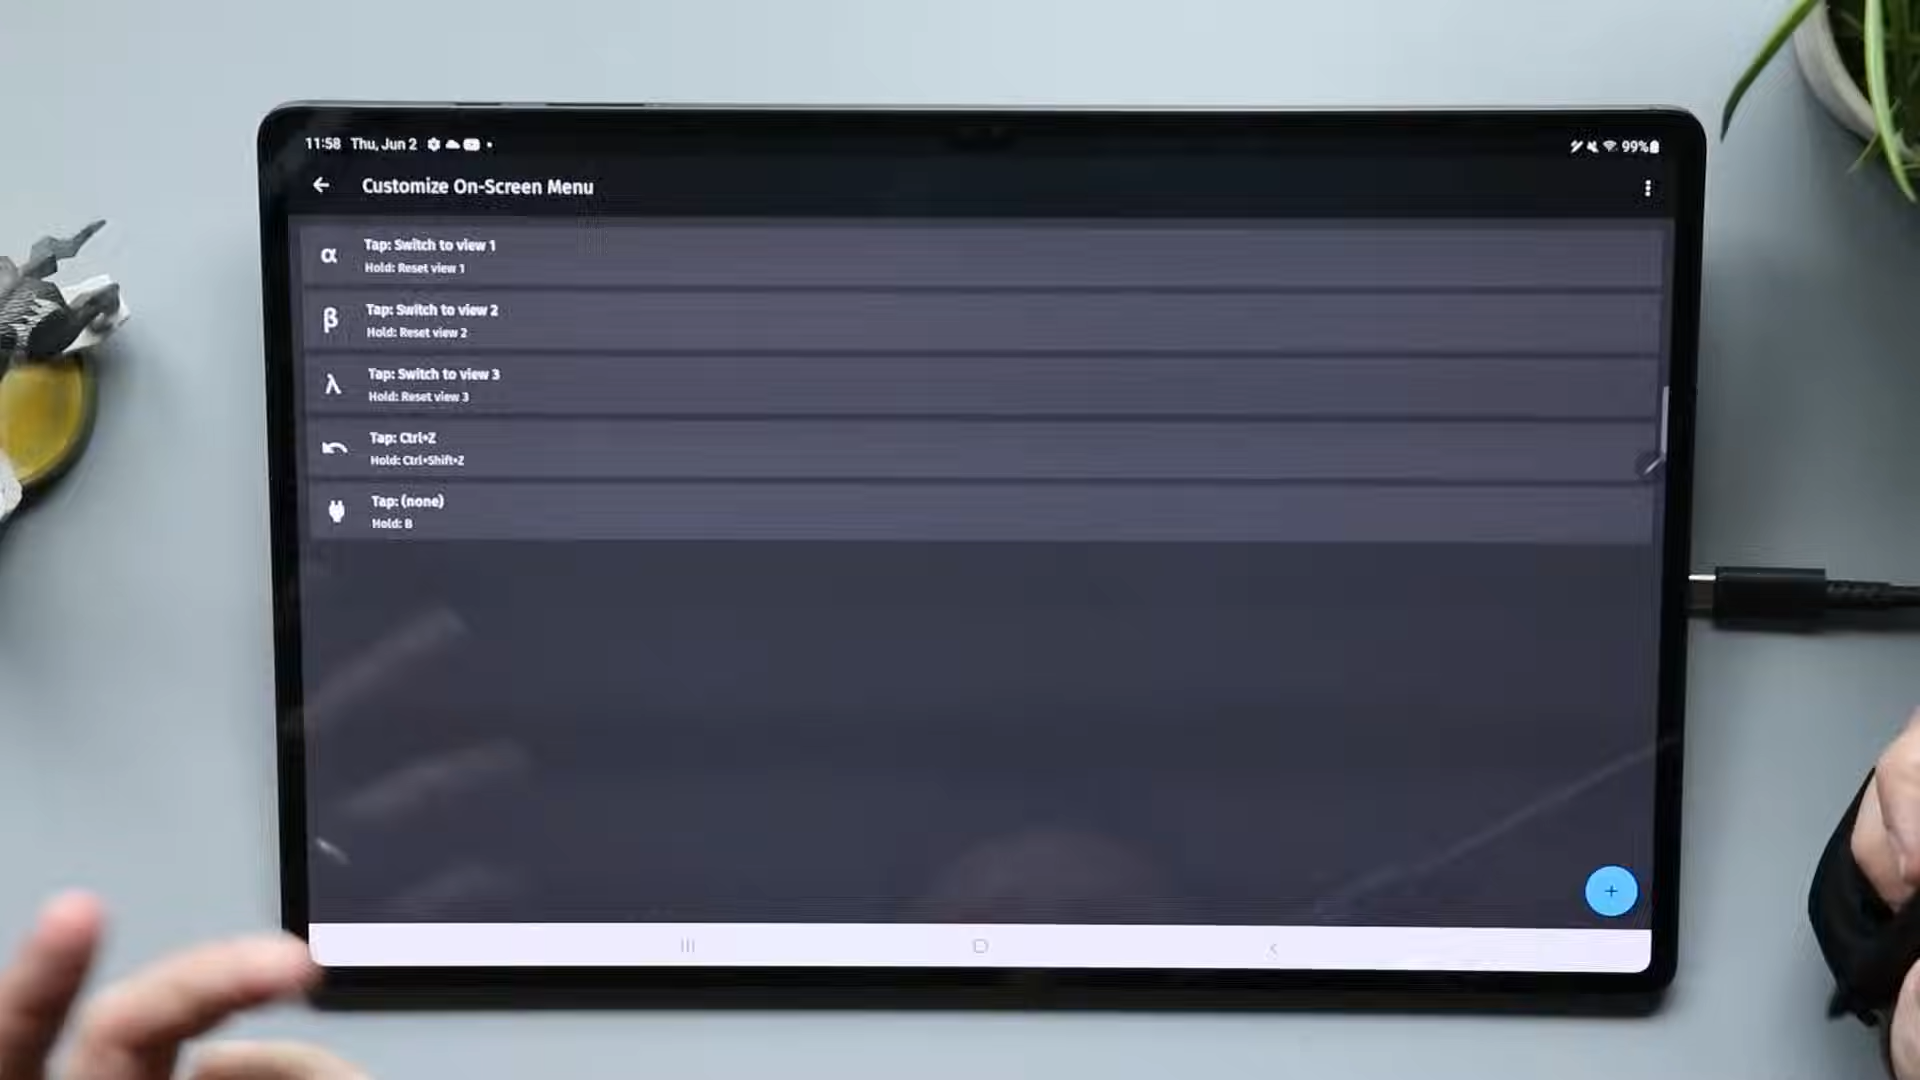 11:58 Thu, Jun 2
99%
Customize On-Screen Menu
α
Tap: Switch to view 1
Hold: Reset view 1
β
Tap: Switch to view 2
Hold: Reset view 2
λ
Tap: Switch to view 3
Hold: Reset view 3
Tap: Ctrl+Z
Hold: Ctrl+Shift+Z
Tap: (none)
Hold: B